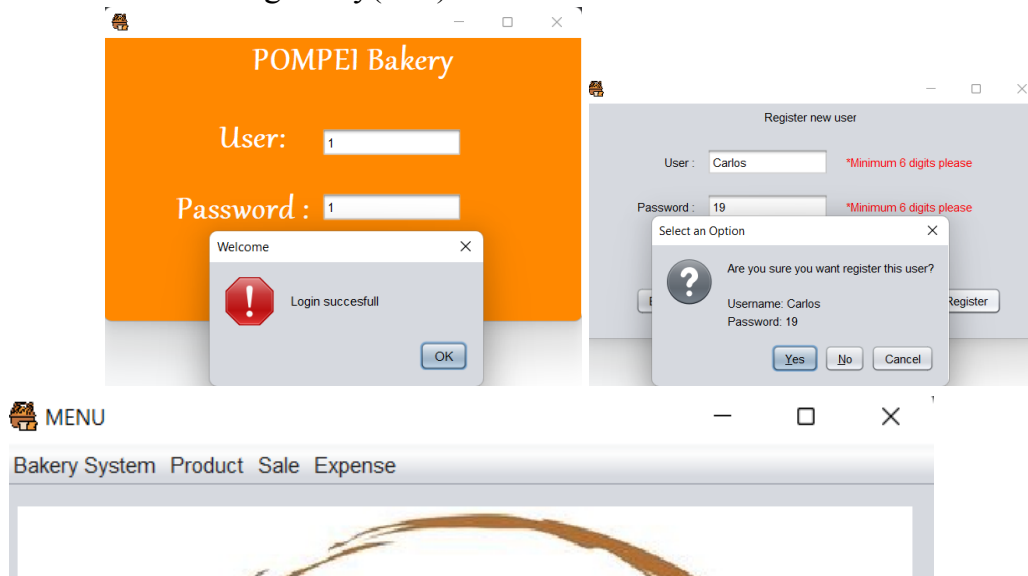 POMPEI Bakery
User:
1
Password :
1
Welcome
Login succesfull
OK
Register new user
User :
Carlos
*Minimum 6 digits please
Password :
19
*Minimum 6 digits please
Select an Option
Are you sure you want register this user?
Username: Carlos
Password: 19
Register
Yes
No
Cancel
MENU
Bakery System
Product
Sale
Expense